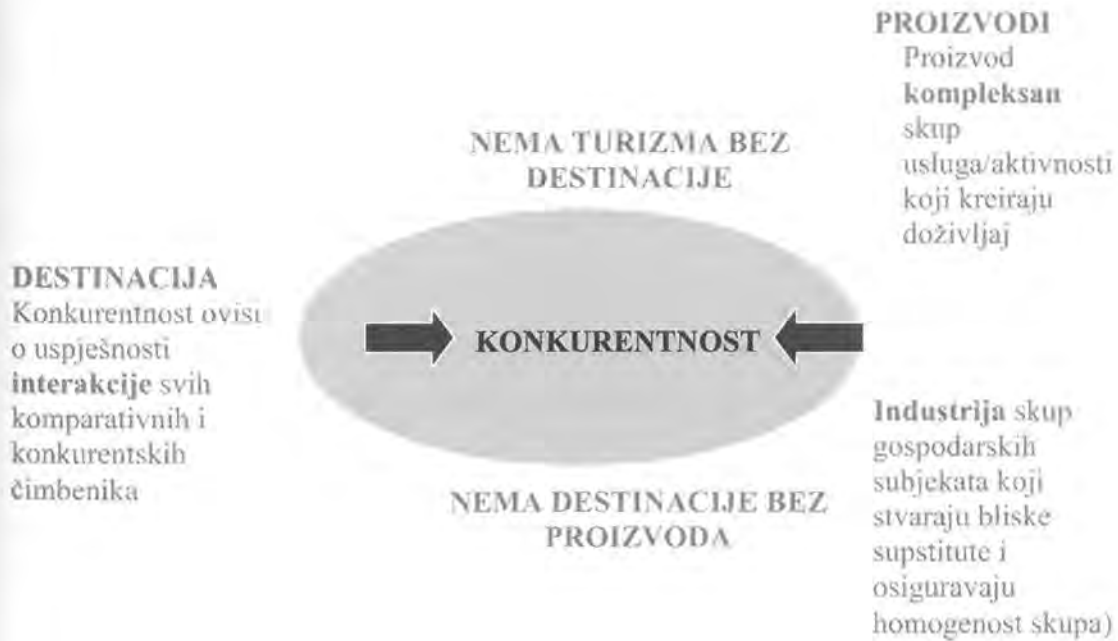 PROIZVODI
Proizvod
kompleksan
skup
usluga/aktivnosti
koji kreiraju
doživljaj
NEMA TURIZMA BEZ
DESTINACIJE
DESTINACIJA
Konkurentnost ovisi
o uspješnosti
interakcije svih
komparativnih i
konkurentskih
čimbenika
KONKURENTNOST
Industrija skup
gospodarskih
subjekata koji
stvaraju bliske
supstitute i
osiguravaju
homogenost skupa)
NEMA DESTINACIJE BEZ
PROIZVODA